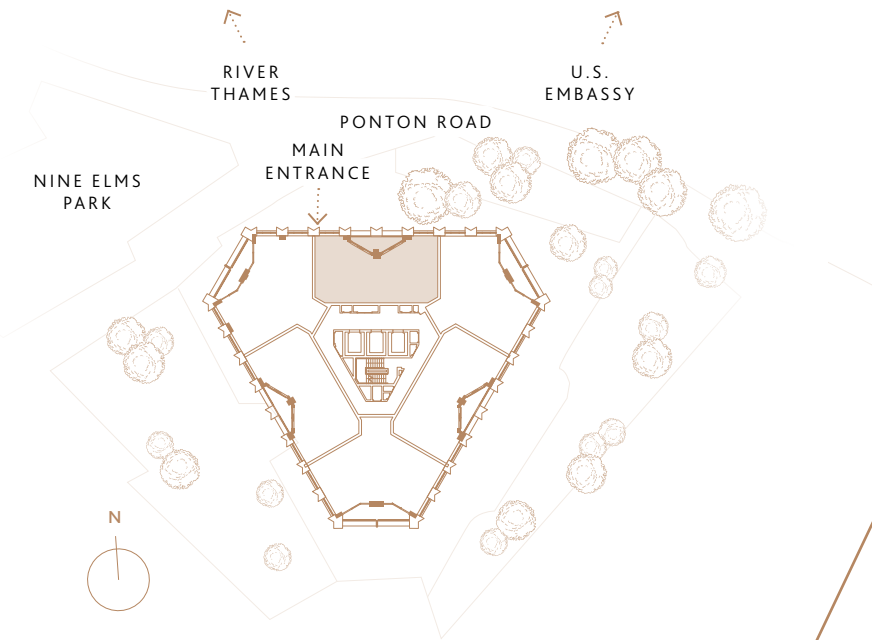 RIVER
THAMES
U.S.
EMBASSY
PONTON ROAD
MAIN
ENTRANCE
NINE ELMS
PARK
N